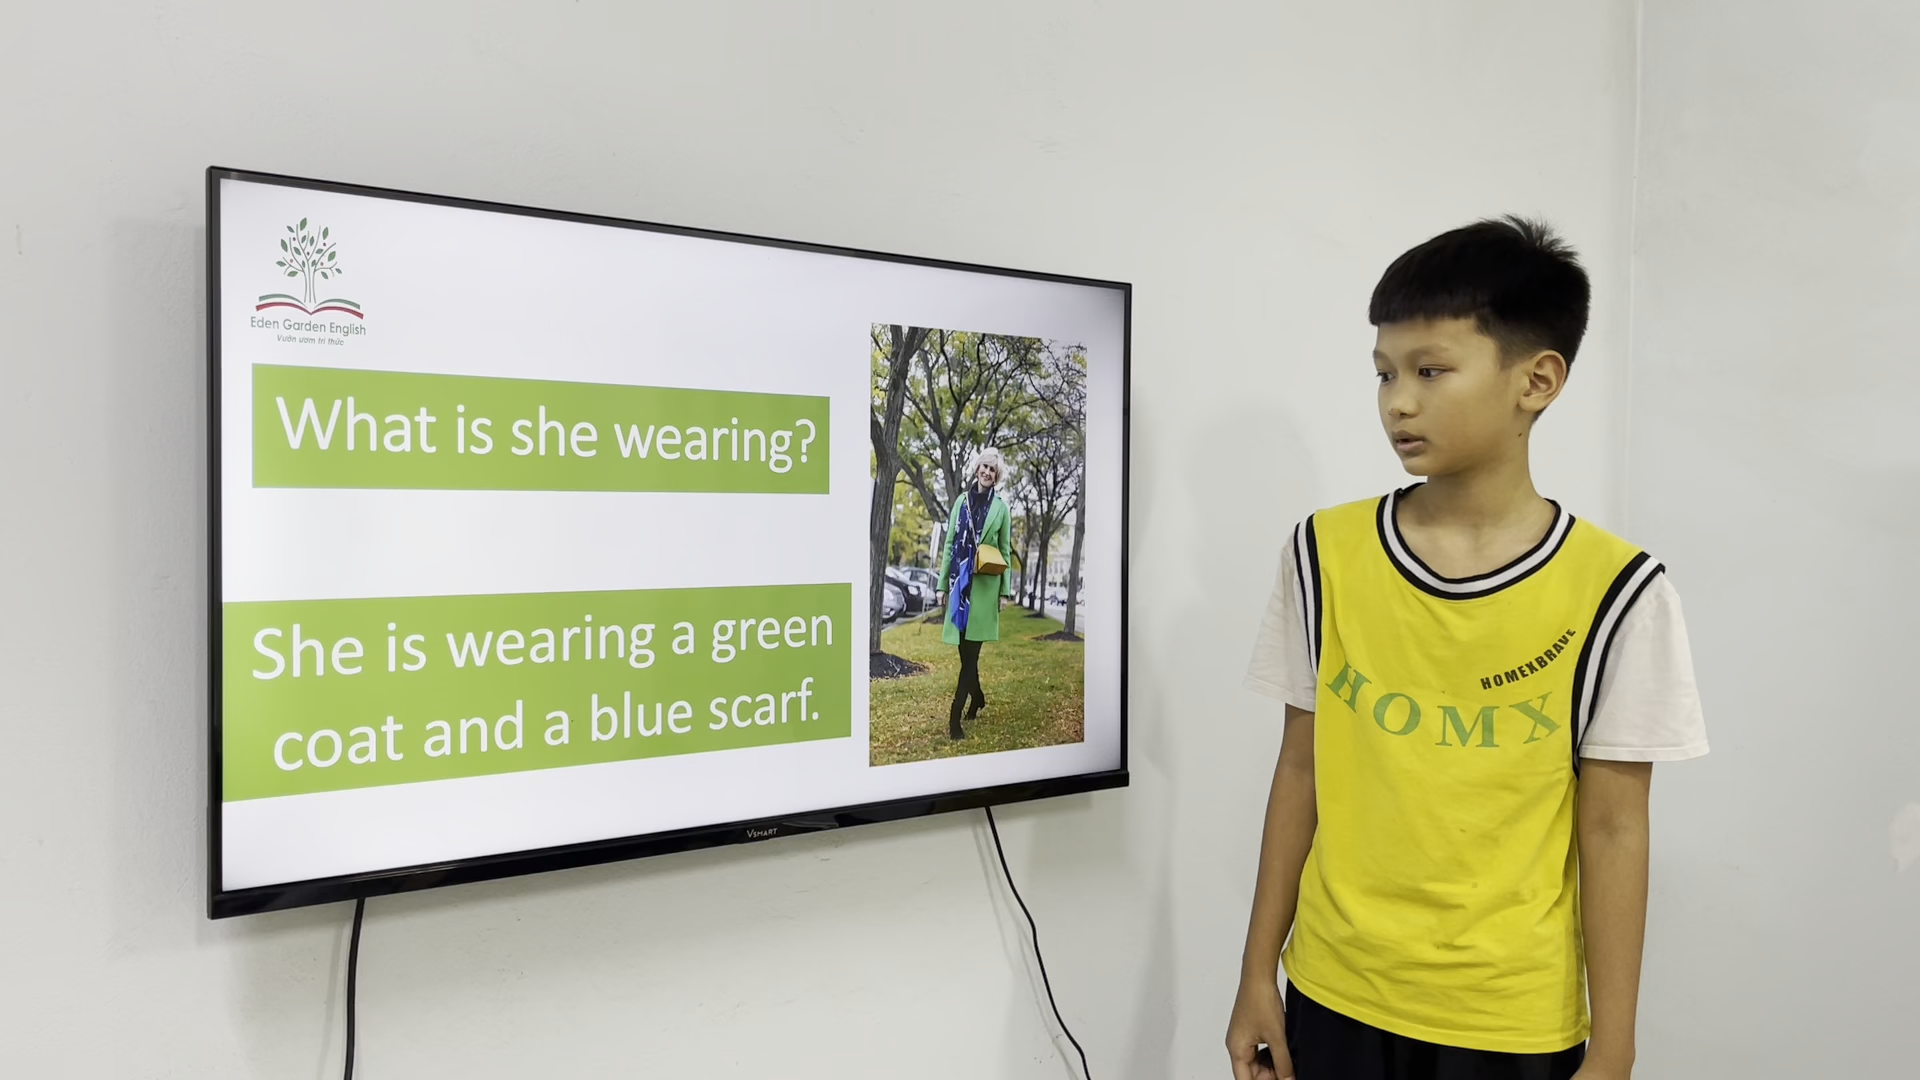 Eden Garden English
Vườn ươm tri thức
What is she wearing?
She is wearing a green
coat and a blue scarf.
VSMART
HOMEXBRAVE
HOMX